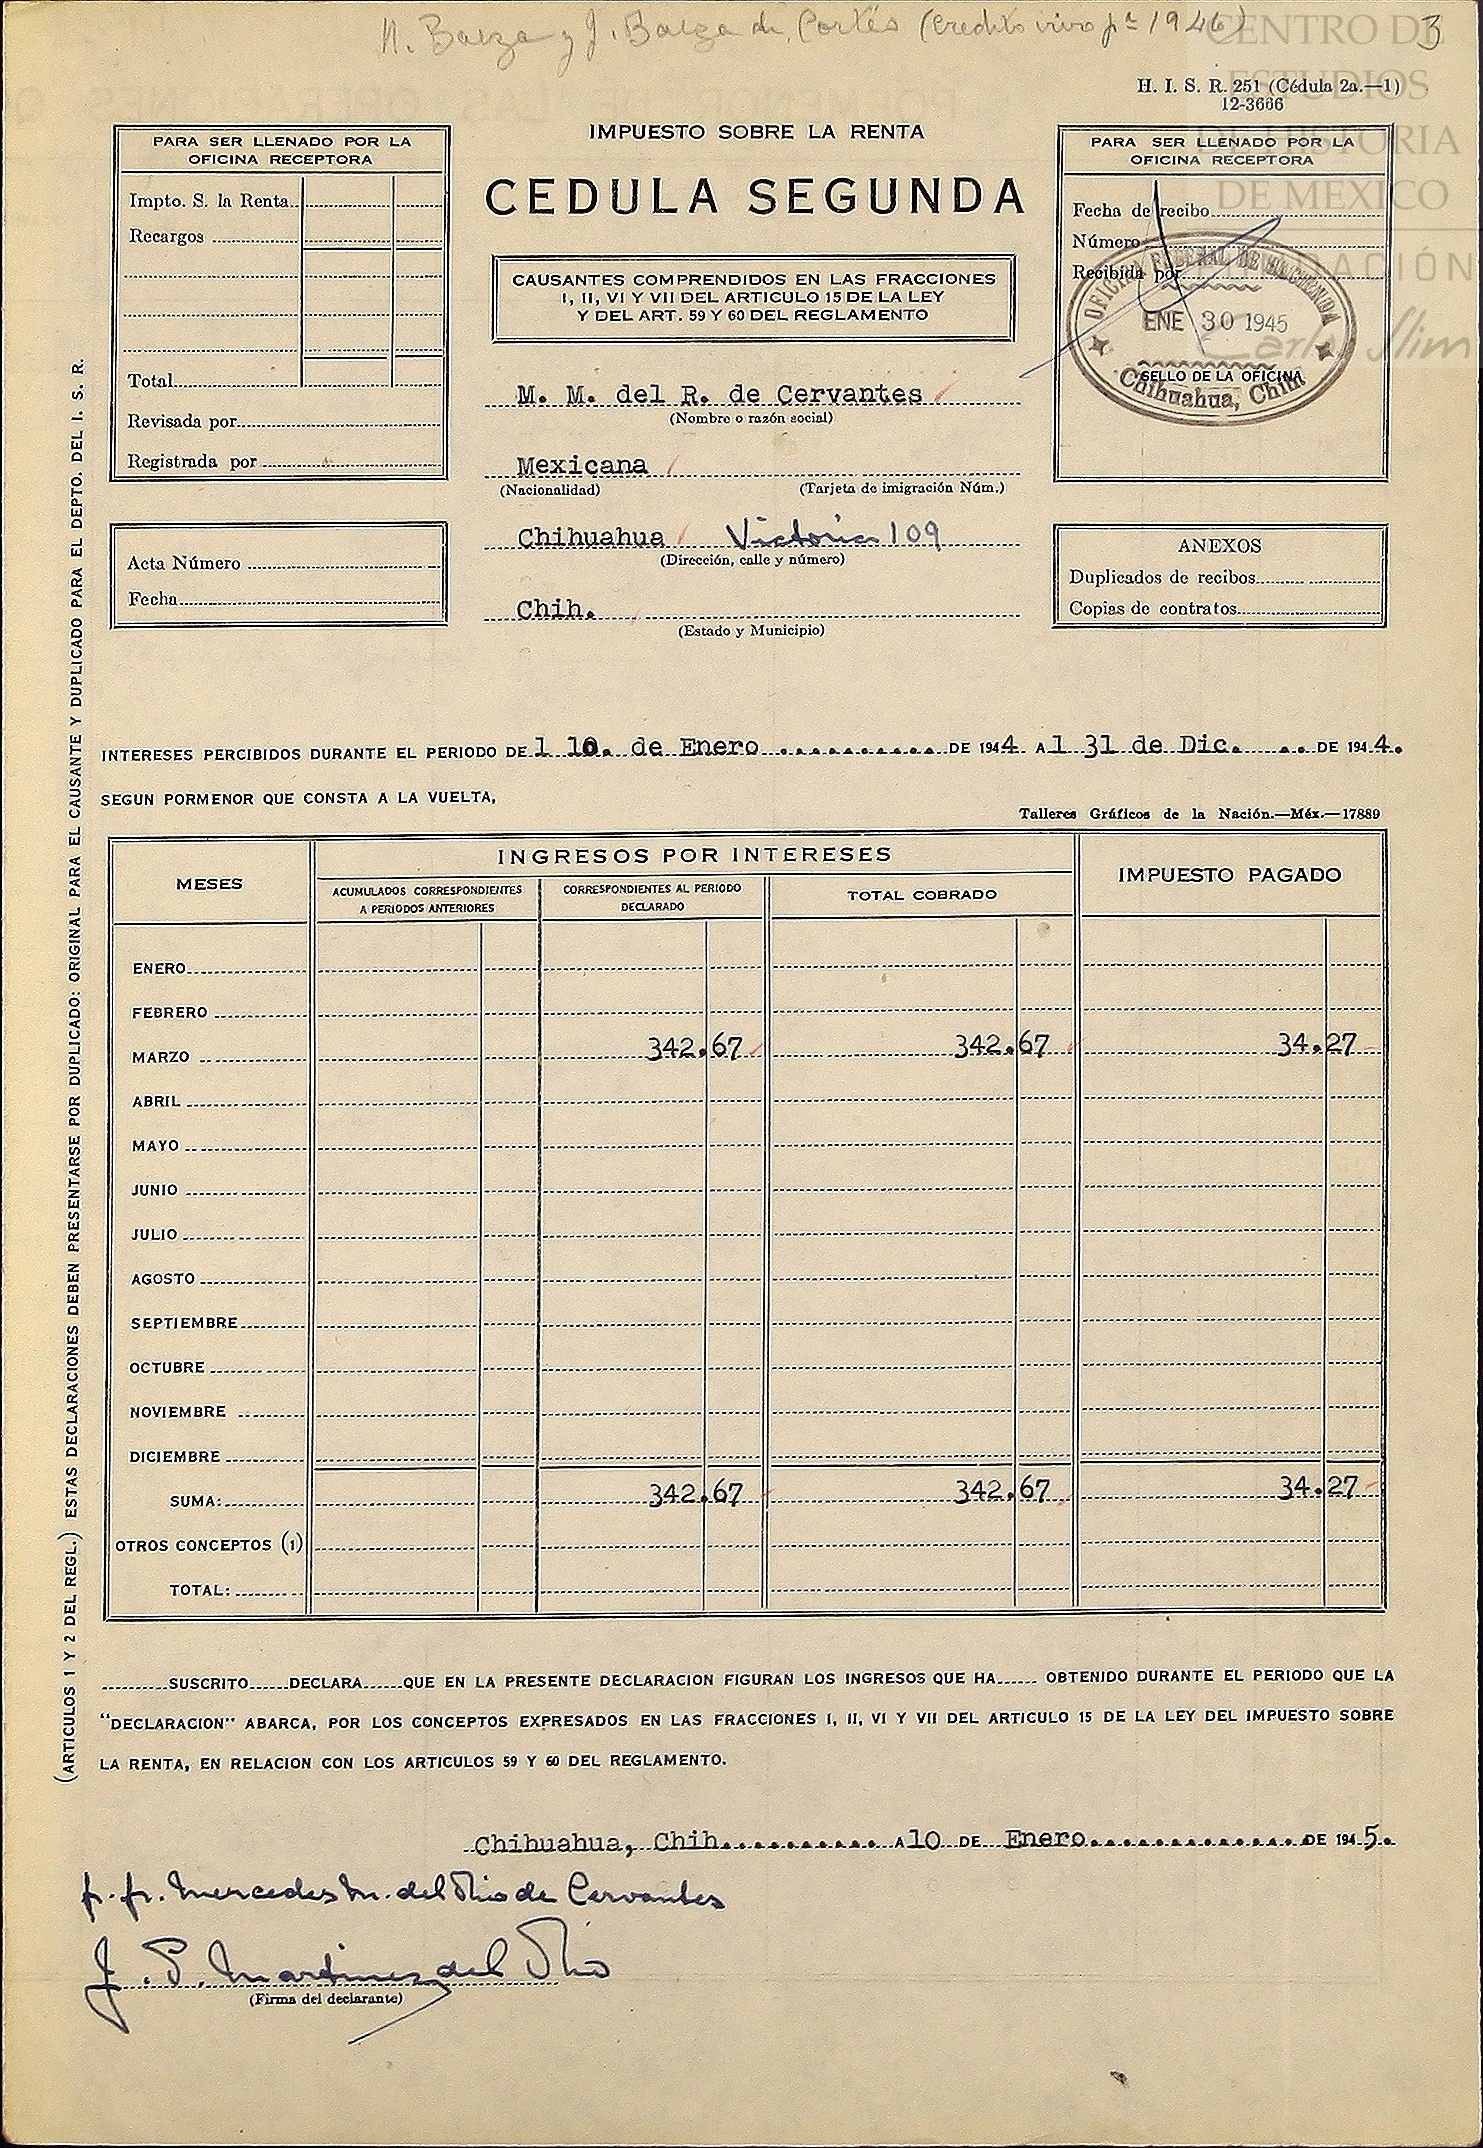 N. Baeza y J. Baeza de Cortés (Credito vivo pª 1946) 3
CENTRO DE
ESTUDIOS
DE HISTORIA
DE MEXICO
FUNDACIÓN
Carlos Slim
H. I. S. R. 251 (Cédula 2a.—1)
12-3666
PARA SER LLENADO POR LA
OFICINA RECEPTORA
Impto. S. la Renta
Recargos
Total
Revisada por
Registrada por
Acta Número
Fecha
IMPUESTO SOBRE LA RENTA
CEDULA SEGUNDA
CAUSANTES COMPRENDIDOS EN LAS FRACCIONES
I, II, VI Y VII DEL ARTICULO 15 DE LA LEY
Y DEL ART. 59 Y 60 DEL REGLAMENTO
M. M. del R. de Cervantes
(Nombre o razón social)
Mexicana
(Nacionalidad) (Tarjeta de imigración Núm.)
Chihuahua Victoria 109
(Dirección, calle y número)
Chih.
(Estado y Municipio)
PARA SER LLENADO POR LA
OFICINA RECEPTORA
Fecha de recibo
Número
Recibida por
OFICINA FEDERAL DE HACIENDA
ENE 30 1945
SELLO DE LA OFICINA
Chihuahua, Chih
ANEXOS
Duplicados de recibos
Copias de contratos
(ARTICULOS 1 Y 2 DEL REGL.) ESTAS DECLARACIONES DEBEN PRESENTARSE POR DUPLICADO: ORIGINAL PARA EL CAUSANTE Y DUPLICADO PARA EL DEPTO. DEL I. S. R.
INTERESES PERCIBIDOS DURANTE EL PERIODO DE l 1o. de Enero DE 1944 A l 31 de Dic. DE 1944.
SEGUN PORMENOR QUE CONSTA A LA VUELTA,
Talleres Gráficos de la Nación.—Méx.—17889
MESES INGRESOS POR INTERESES IMPUESTO PAGADO
ACUMULADOS CORRESPONDIENTES A PERIODOS ANTERIORES CORRESPONDIENTES AL PERIODO DECLARADO TOTAL COBRADO
ENERO
FEBRERO
MARZO 342.67 342.67 34.27
ABRIL
MAYO
JUNIO
JULIO
AGOSTO
SEPTIEMBRE
OCTUBRE
NOVIEMBRE
DICIEMBRE
SUMA: 342.67 342.67 34.27
OTROS CONCEPTOS (1)
TOTAL:
SUSCRITO DECLARA QUE EN LA PRESENTE DECLARACION FIGURAN LOS INGRESOS QUE HA OBTENIDO DURANTE EL PERIODO QUE LA
"DECLARACION" ABARCA, POR LOS CONCEPTOS EXPRESADOS EN LAS FRACCIONES I, II, VI Y VII DEL ARTICULO 15 DE LA LEY DEL IMPUESTO SOBRE
LA RENTA, EN RELACION CON LOS ARTICULOS 59 Y 60 DEL REGLAMENTO.
Chihuahua, Chih. A 10 DE Enero DE 1945.
p. p. Mercedes M. del Rio de Cervantes
J. P. Martinez del Rio
(Firma del declarante)